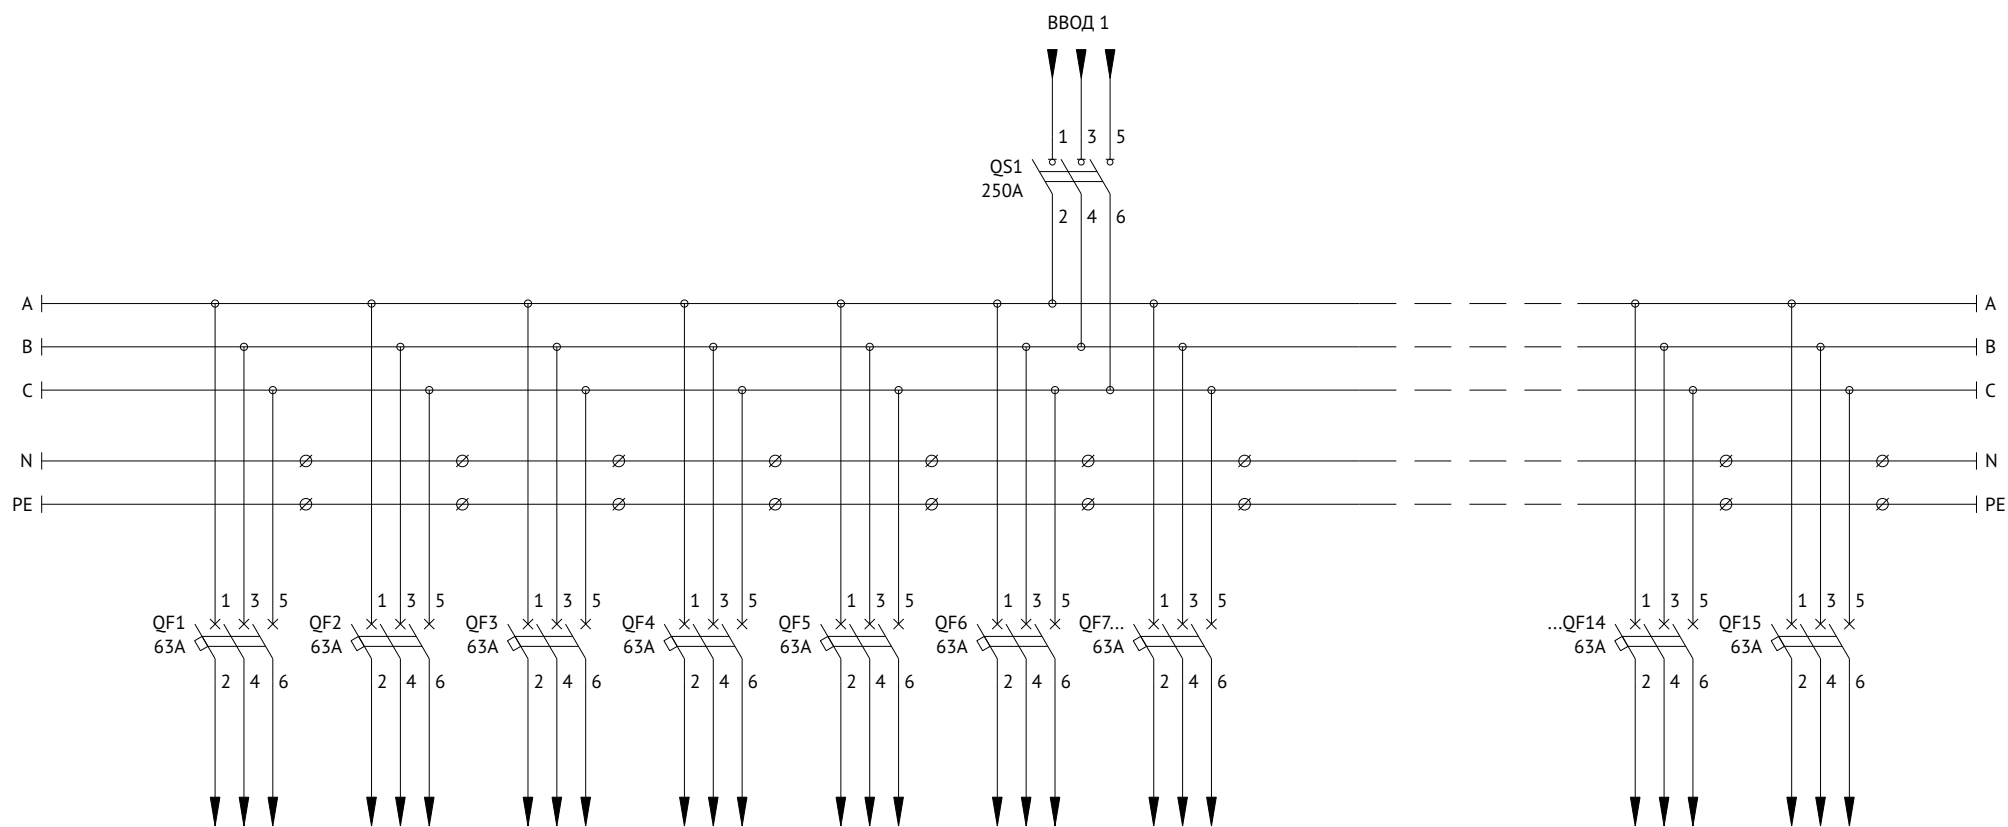 ВВОД 1
1 3 5
QS1
250A
2 4 6
A A
B B
C C
N N
PE PE
1 3 5 1 3 5 1 3 5 1 3 5 1 3 5 1 3 5 1 3 5 1 3 5 1 3 5
QF1 QF2 QF3 QF4 QF5 QF6 QF7... ...QF14 QF15
63A 63A 63A 63A 63A 63A 63A 63A 63A
2 4 6 2 4 6 2 4 6 2 4 6 2 4 6 2 4 6 2 4 6 2 4 6 2 4 6